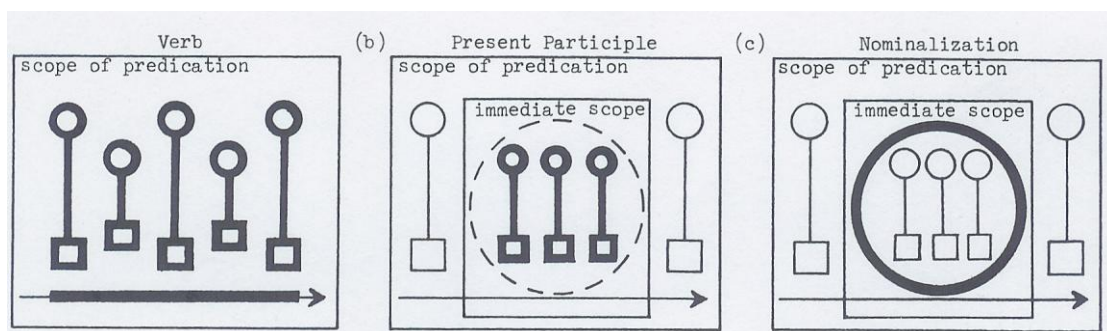 Verb
scope of predication
(b) Present Participle
scope of predication
immediate scope
(c) Nominalization
scope of predication
immediate scope